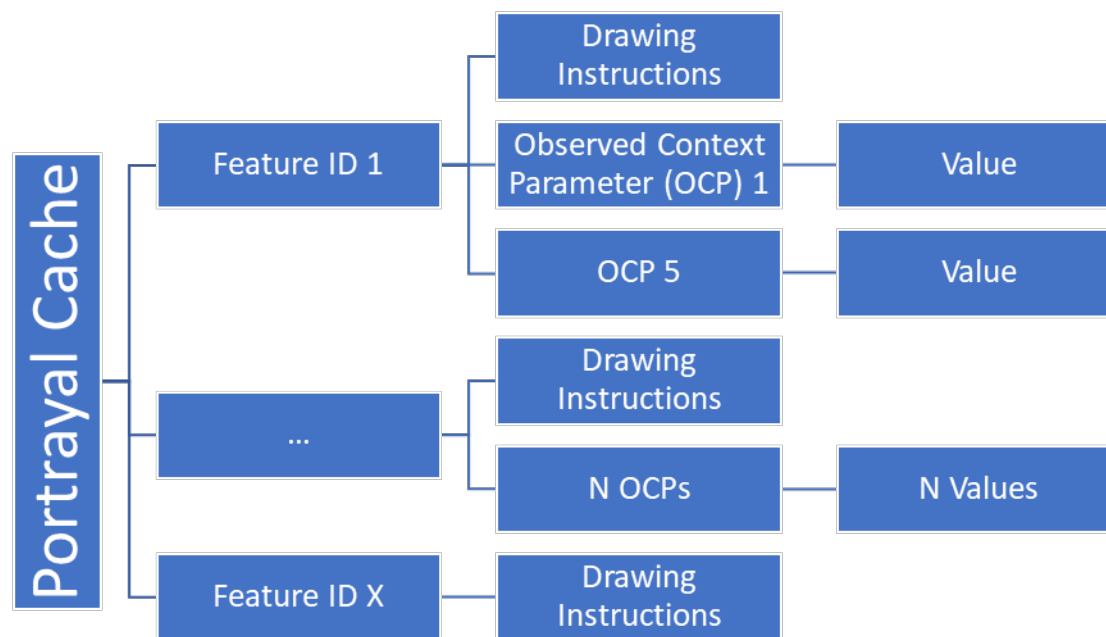 Portrayal Cache
Feature ID 1
Drawing
Instructions
Observed Context
Parameter (OCP) 1
Value
OCP 5
Value
...
Drawing
Instructions
N OCPs
N Values
Feature ID X
Drawing
Instructions